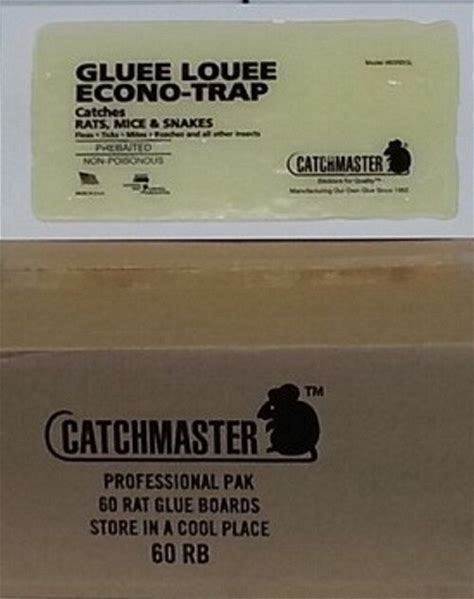 GLUEE LOUEE
ECONO-TRAP
Catches
RATS, MICE & SNAKES
Fleas • Ticks • Mites • Roaches and all other insects
PREBAITED
NON-POISONOUS
CATCHMASTER
Manufacturing Our Own Glue Since
CATCHMASTER TM
PROFESSIONAL PAK
60 RAT GLUE BOARDS
STORE IN A COOL PLACE
60 RB